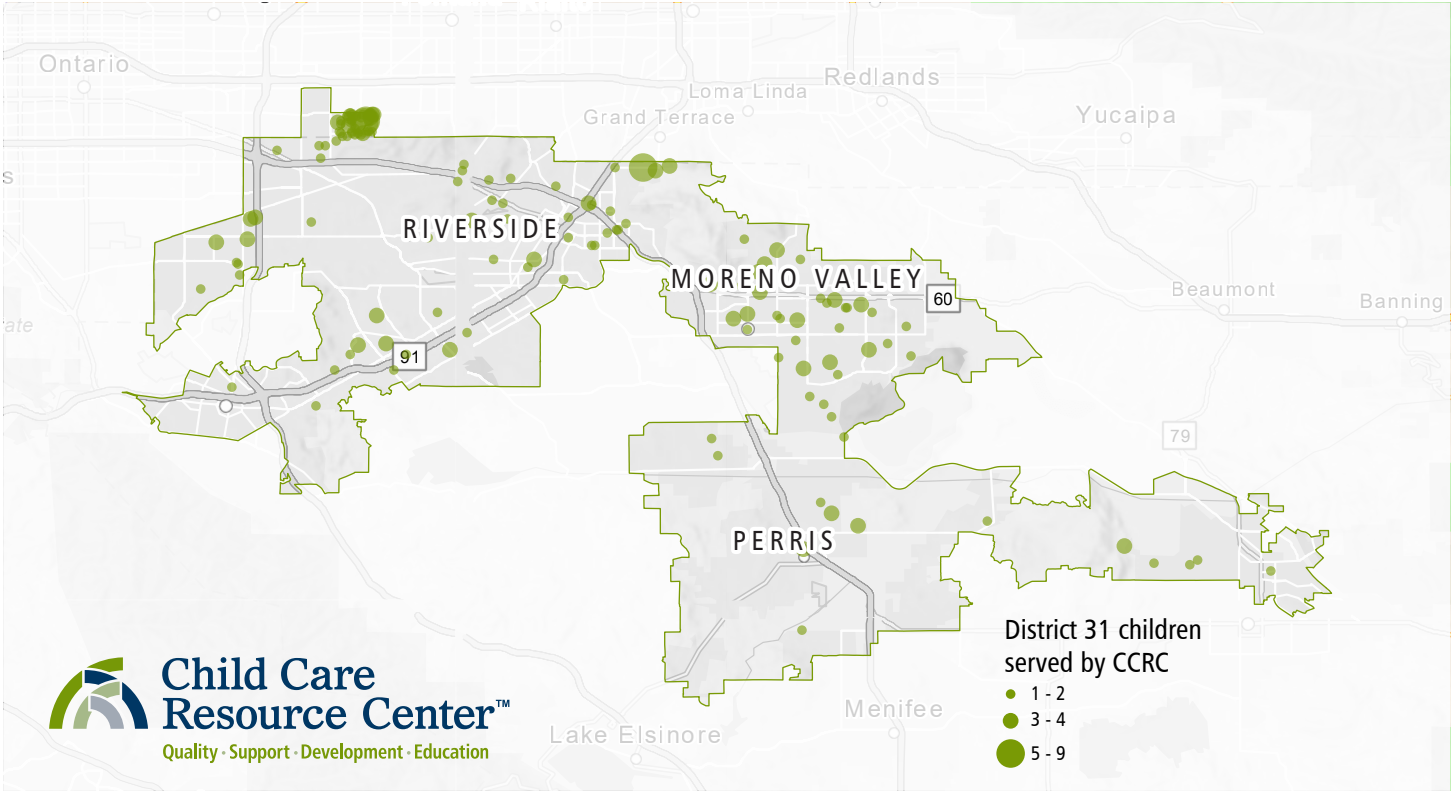 Ontario
Redlands
Loma Linda
Grand Terrace
Yucaipa
s
RIVERSIDE
MORENO VALLEY
60
Beaumont
Banning
ate
91
79
PERRIS
District 31 children
served by CCRC
1 - 2
3 - 4
5 - 9
Child Care
Resource Center™
Quality · Support · Development · Education
Menifee
Lake Elsinore